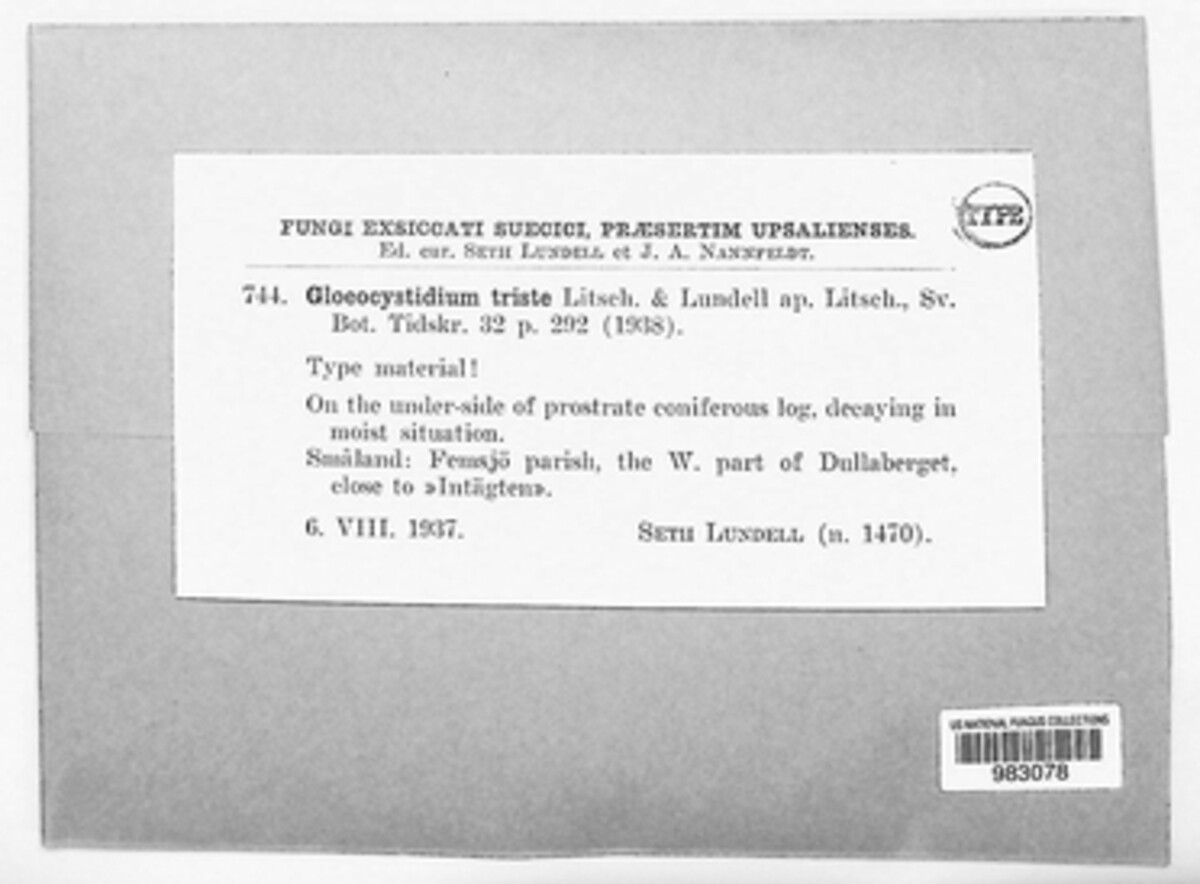 TYPE
FUNGI EXSICCATI SUECICI, PRÆSERTIM UPSALIENSES.
Ed. cur. SETH LUNDELL et J. A. NANNFELDT.
744. Gloeocystidium triste Litsch. & Lundell ap. Litsch., Sv.
Bot. Tidskr. 32 p. 292 (1938).
Type material!
On the under-side of prostrate coniferous log, decaying in
moist situation.
Småland: Femsjö parish, the W. part of Dullaberget,
close to »Intägten».
6. VIII. 1937. SETH LUNDELL (n. 1470).
US NATIONAL FUNGUS COLLECTIONS
983078